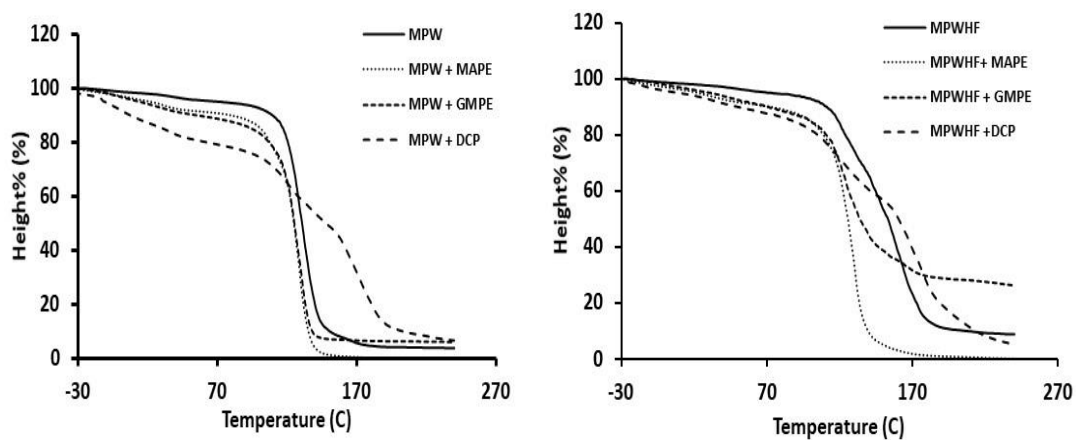 120
100
80
60
40
20
0
Height% (%)
-30
70
170
270
Temperature (C)
MPW
MPW + MAPE
MPW + GMPE
MPW + DCP
120
100
80
60
40
20
0
Height% (%)
-30
70
170
270
Temperature (C)
MPWHF
MPWHF+ MAPE
MPWHF + GMPE
MPWHF +DCP